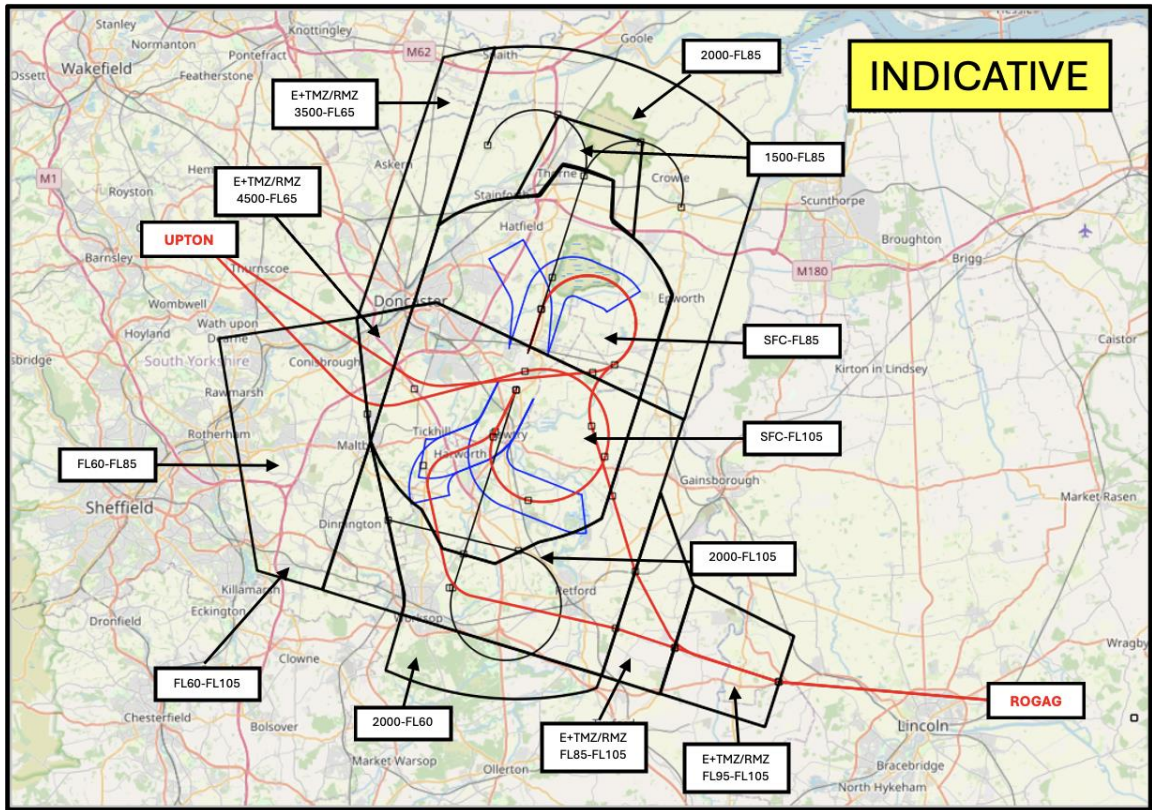 Stanley
Normanton
Ossett
Wakefield
Featherstone
Pontefract
Knottingley
M62
Snaith
Goole
2000-FL85
INDICATIVE
E+TMZ/RMZ
3500-FL65
M1
Royston
Askern
Thorne
Crowle
1500-FL85
Scunthorpe
E+TMZ/RMZ
4500-FL65
Stainforth
Hatfield
UPTON
Barnsley
Thurnscoe
Broughton
Brigg
M180
Wombwell
Doncaster
Epworth
Hoyland
Wath upon
Dearne
Conisbrough
South Yorkshire
SFC-FL85
Caistor
Kirton in Lindsey
Rawmarsh
Rotherham
Maltby
Tickhill
Bawtry
Harworth
SFC-FL105
FL60-FL85
Gainsborough
Market Rasen
Sheffield
Dinnington
2000-FL105
Killamarsh
Eckington
Retford
Dronfield
Worksop
Wragby
Clowne
FL60-FL105
Chesterfield
Bolsover
2000-FL60
E+TMZ/RMZ
FL85-FL105
E+TMZ/RMZ
FL95-FL105
ROGAG
Lincoln
Market Warsop
Ollerton
Bracebridge
North Hykeham